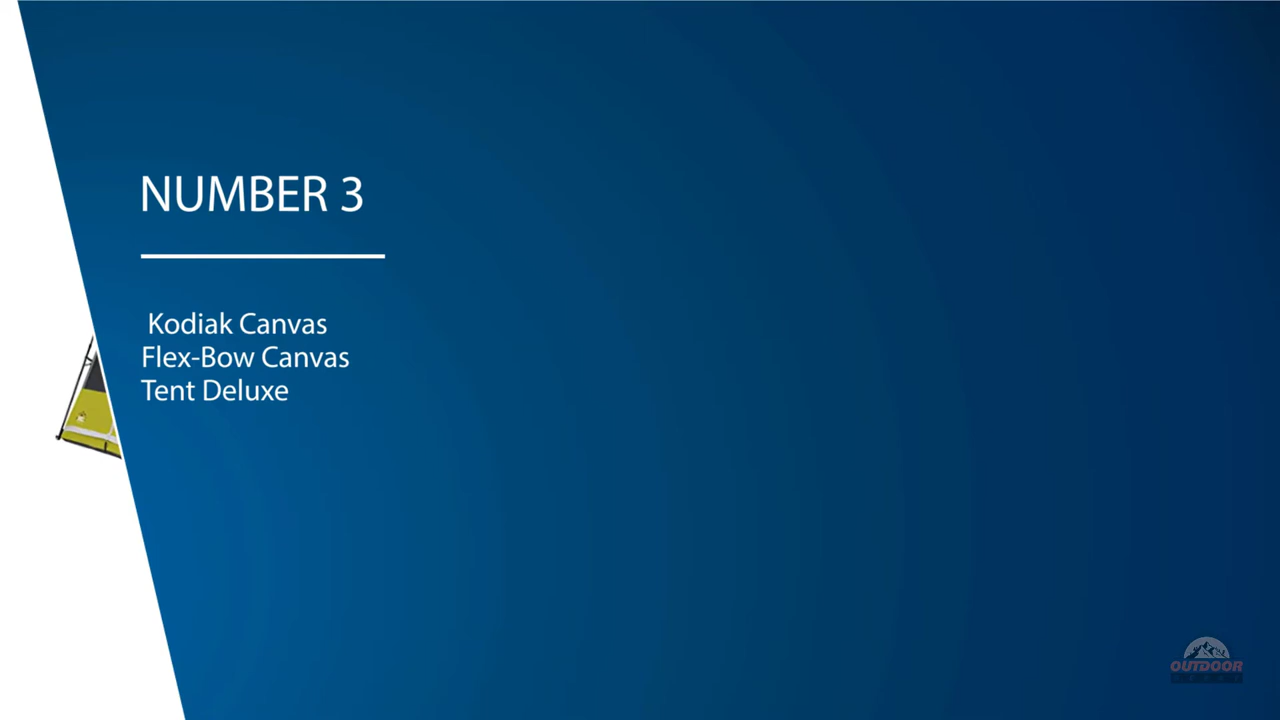 NUMBER 3
Kodiak Canvas
Flex-Bow Canvas
Tent Deluxe
OUTDOOR